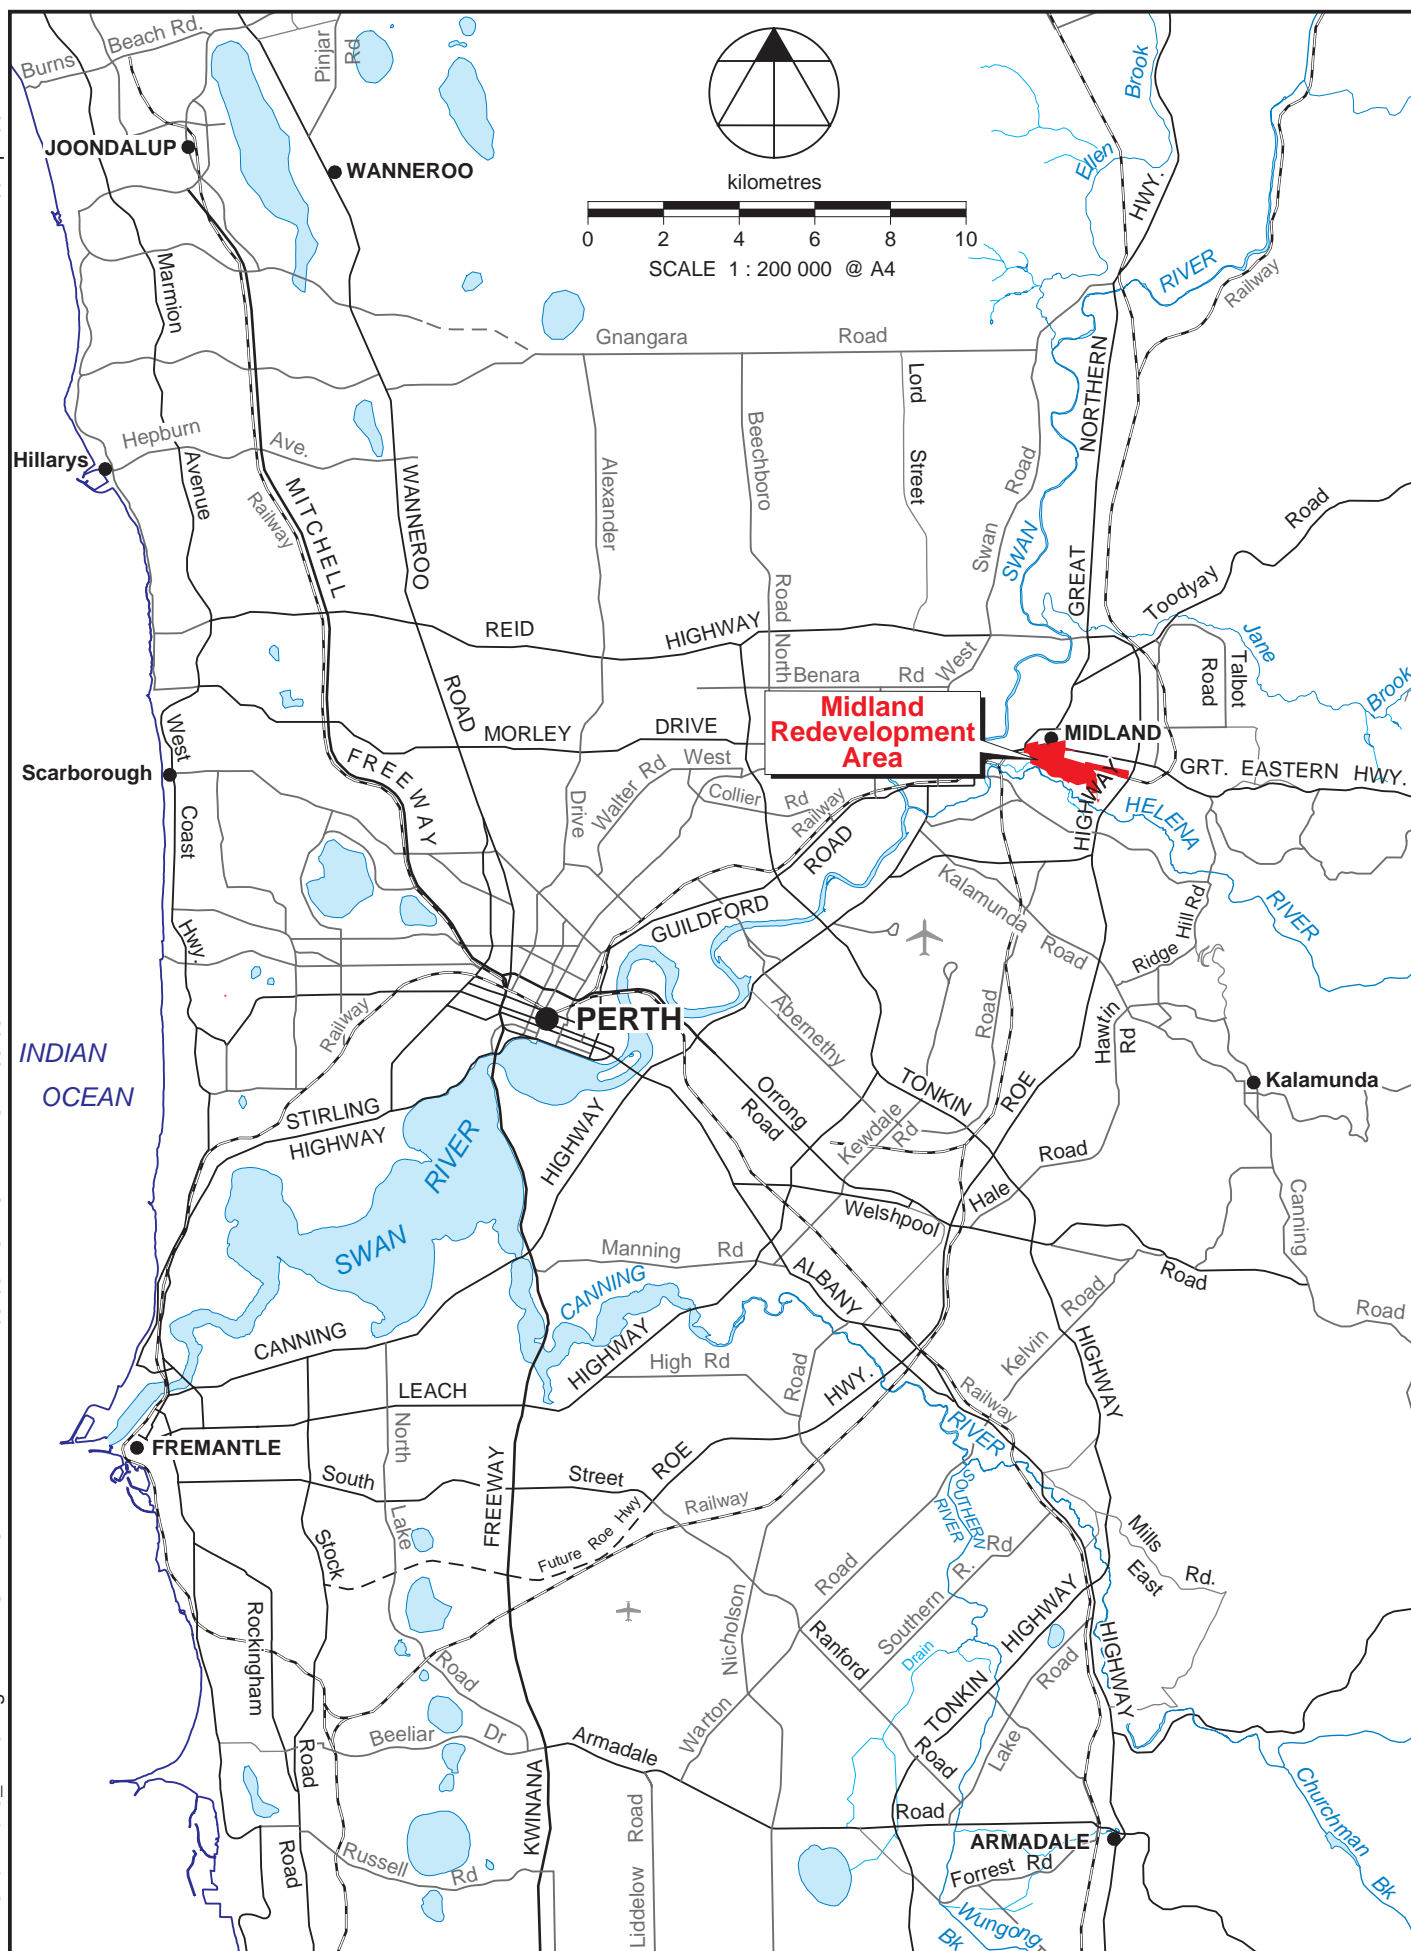 Burns
Beach Rd.
Pinjar
Rd
JOONDALUP
WANNEROO
kilometres
0 2 4 6 8 10
SCALE 1 : 200 000 @ A4
Ellen
Brook
HWY.
RIVER
Railway
Marmion
Avenue
Gnangara Road
Lord
Street
NORTHERN
GREAT
Hepburn
Ave.
Hillarys
MITCHELL
Railway
WANNEROO
ROAD
Alexander
Drive
Beechboro
Road North
Swan
Road
West
SWAN
Toodyay
Road
Jane
Brook
Talbot
Road
REID
HIGHWAY
Benara Rd
Midland
Redevelopment
Area
MIDLAND
MORLEY DRIVE
FREEWAY
West
Coast
Hwy.
Scarborough
Walter Rd West
Collier Rd
Railway
GRT. EASTERN HWY.
HIGHWAY
HELENA
RIVER
GUILDFORD
ROAD
Kalamunda
Road
Ridge Hill Rd
Railway
PERTH
INDIAN
OCEAN
Abernethy
Road
Hawtin
Rd
Kalamunda
STIRLING
HIGHWAY
HIGHWAY
Orrong
Road
TONKIN
ROE
Kewdale
Rd
Hale
Road
SWAN
RIVER
Welshpool
Road
Canning
Road
Manning Rd
CANNING
ALBANY
Kelvin
Road
CANNING
HIGHWAY
HIGHWAY
High Rd
Road
HWY.
Railway
RIVER
LEACH
North
Lake
Road
FREMANTLE
South
Street
ROE
Railway
FREEWAY
Stock
Road
Future Roe Hwy
SOUTHERN
RIVER
Mills
East
Rd.
Road
Southern R. Rd
Nicholson
Ranford
Road
Drain
TONKIN
HIGHWAY
HIGHWAY
Lake
Road
Rockingham
Road
Warton
Beeliar Dr
Armadale
Road
KWINANA
Liddelow Road
Russell Rd
ARMADALE
Forrest Rd
Wungong
Bk
Churchman
Bk